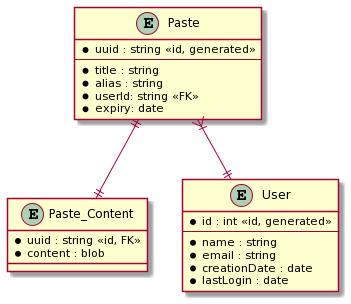 E Paste
uuid : string «id, generated»
title : string
alias : string
userId: string «FK»
expiry: date
E Paste_Content
uuid : string «id, FK»
content : blob
E User
id : int «id, generated»
name : string
email : string
creationDate : date
lastLogin : date